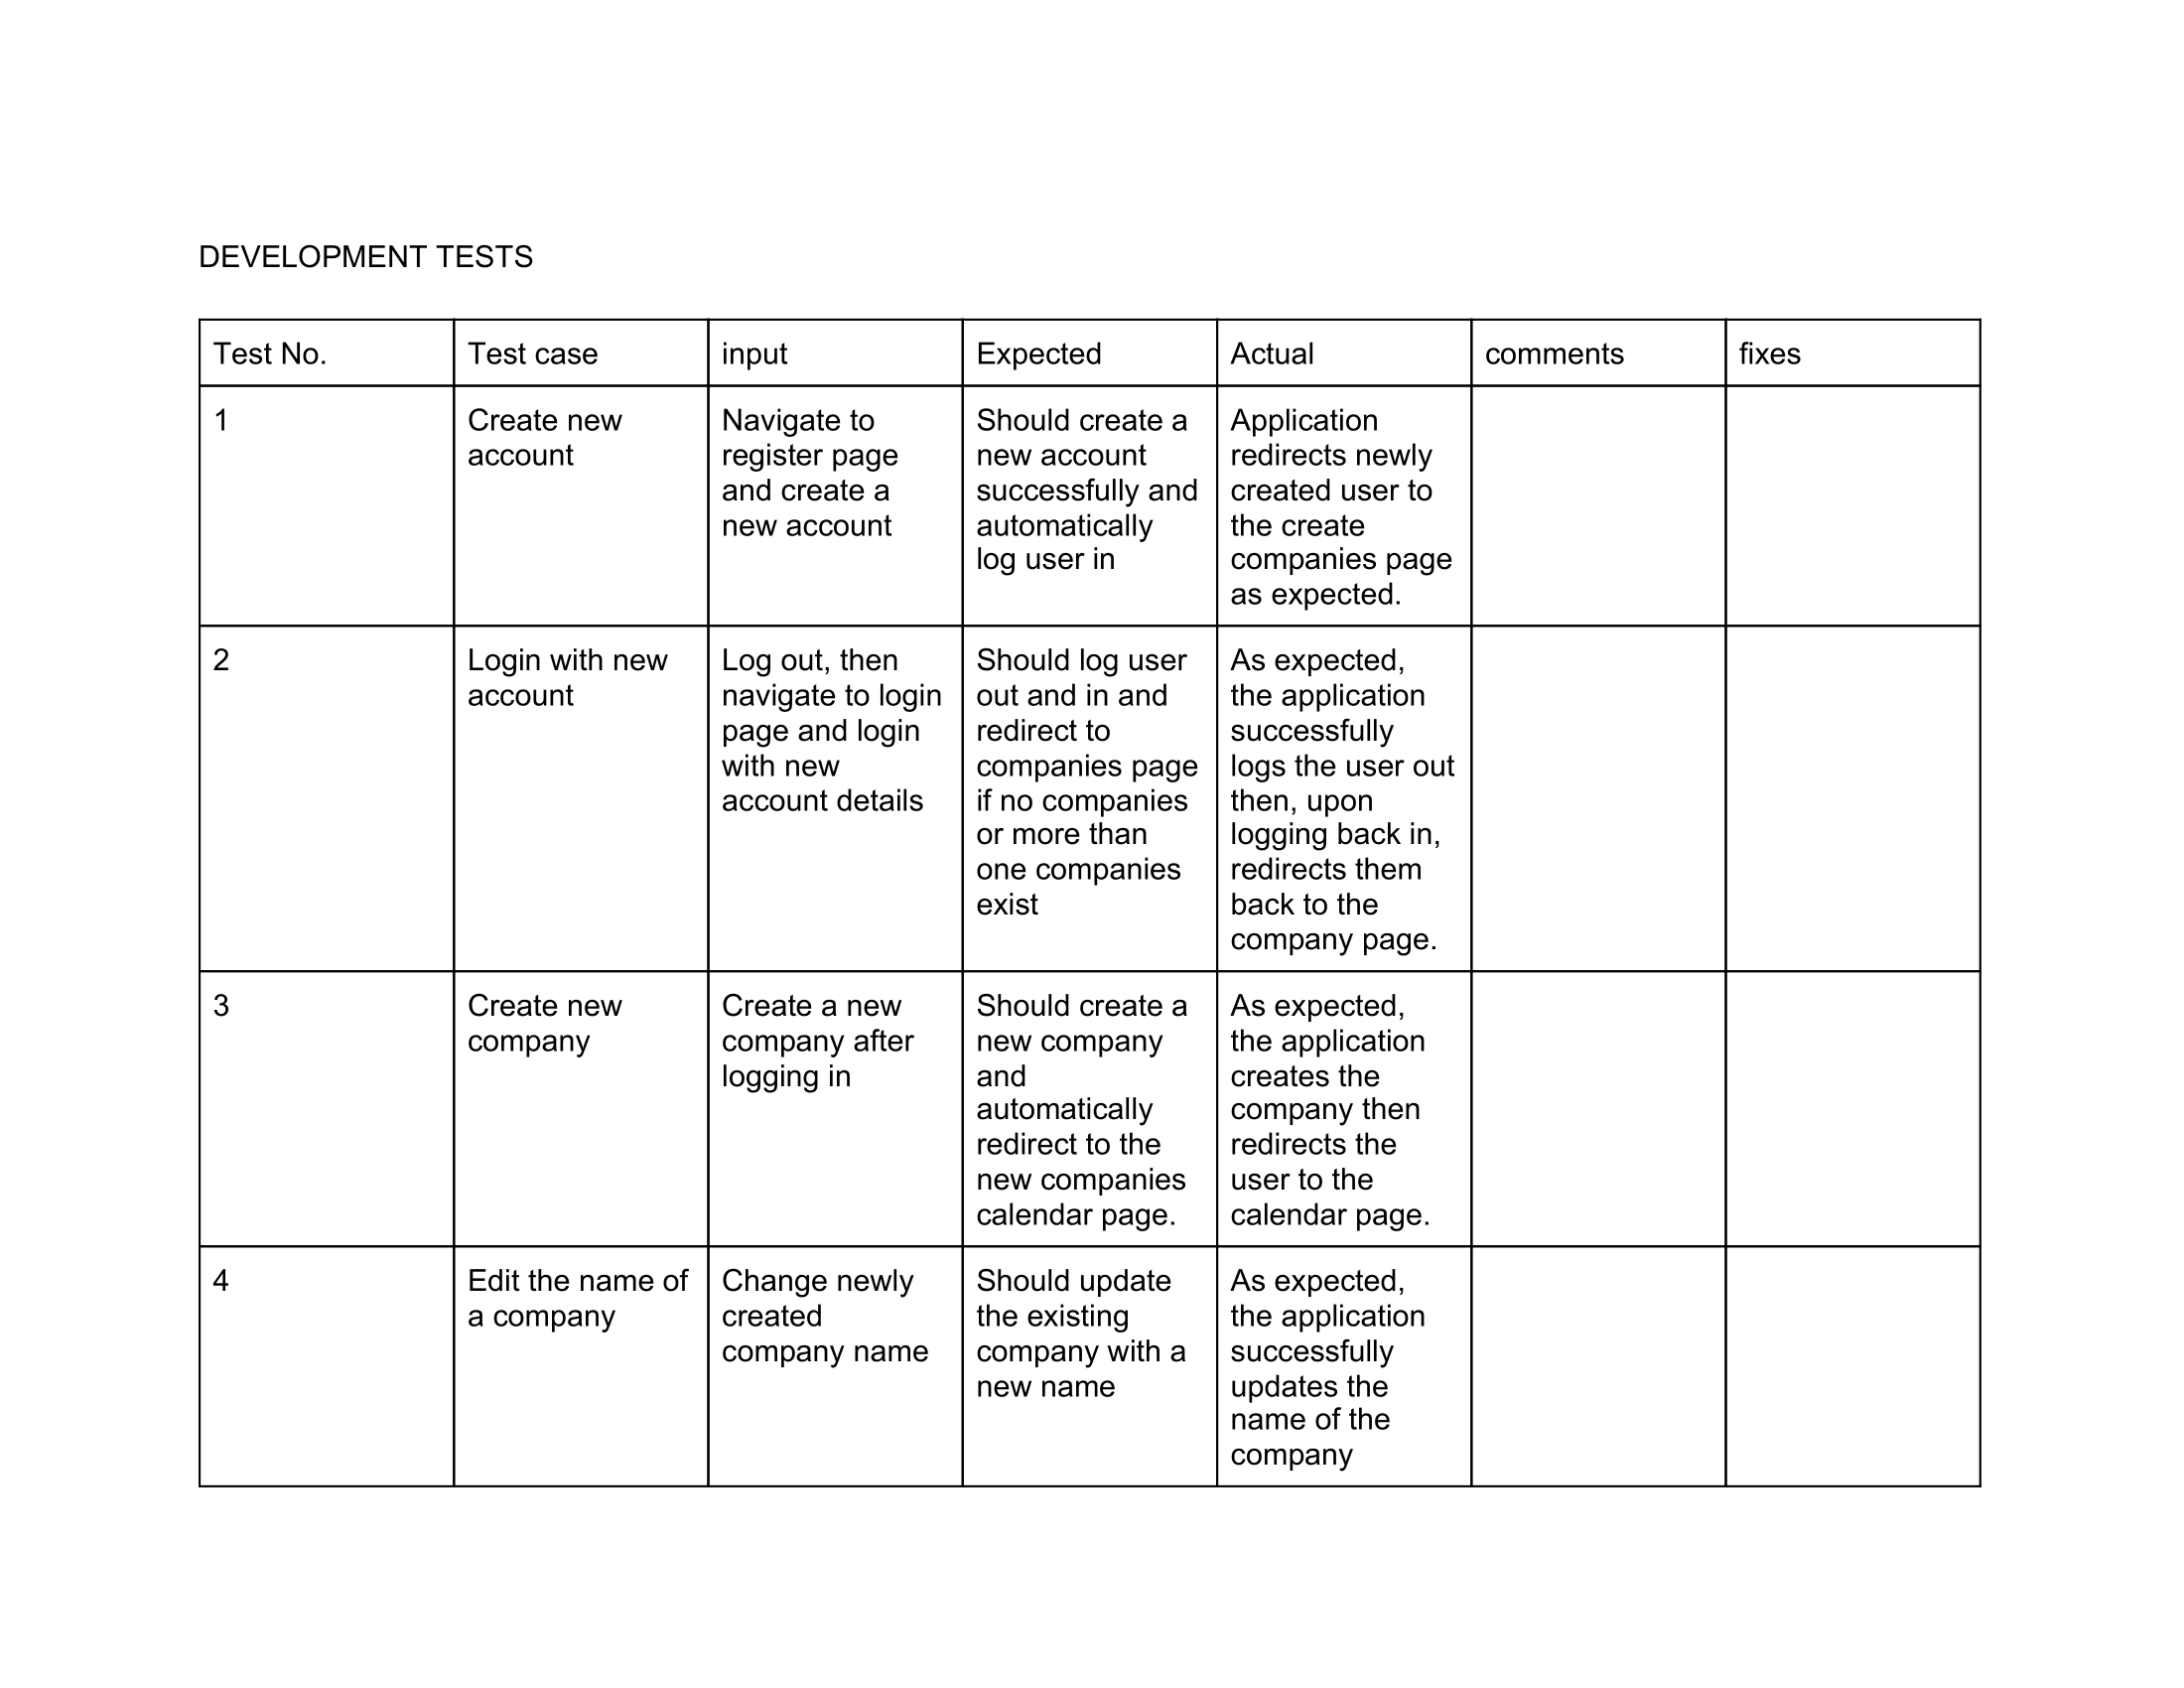 DEVELOPMENT TESTS
Test No.
Test case
input
Expected
Actual
comments
fixes
1
Create new
account
Navigate to
register page
and create a
new account
Should create a
new account
successfully and
automatically
log user in
Application
redirects newly
created user to
the create
companies page
as expected.
2
Login with new
account
Log out, then
navigate to login
page and login
with new
account details
Should log user
out and in and
redirect to
companies page
if no companies
or more than
one companies
exist
As expected,
the application
successfully
logs the user out
then, upon
logging back in,
redirects them
back to the
company page.
3
Create new
company
Create a new
company after
logging in
Should create a
new company
and
automatically
redirect to the
new companies
calendar page.
As expected,
the application
creates the
company then
redirects the
user to the
calendar page.
4
Edit the name of
a company
Change newly
created
company name
Should update
the existing
company with a
new name
As expected,
the application
successfully
updates the
name of the
company